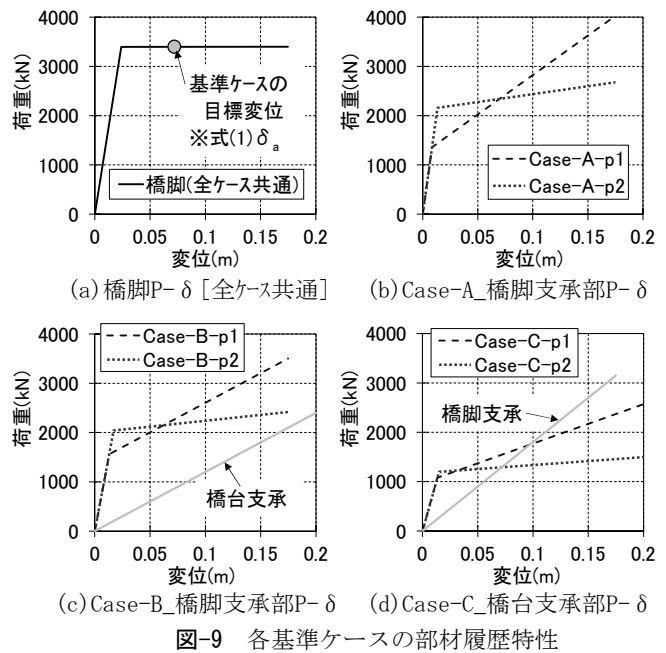 4000
3000
2000
1000
0
荷重(kN)
基準ケースの
目標変位
※式(1)δa
橋脚(全ケース共通)
0 0.05 0.1 0.15 0.2
変位(m)
(a)橋脚P-δ[全ケース共通]
4000
3000
2000
1000
0
荷重(kN)
Case-A-p1
Case-A-p2
0 0.05 0.1 0.15 0.2
変位(m)
(b)Case-A_橋脚支承部P-δ
Case-B-p1
Case-B-p2
4000
3000
2000
1000
0
荷重(kN)
橋台支承
0 0.05 0.1 0.15 0.2
変位(m)
(c)Case-B_橋脚支承部P-δ
Case-C-p1
Case-C-p2
4000
3000
2000
1000
0
荷重(kN)
橋脚支承
0 0.05 0.1 0.15 0.2
変位(m)
(d)Case-C_橋台支承部P-δ
図-9 各基準ケースの部材履歴特性